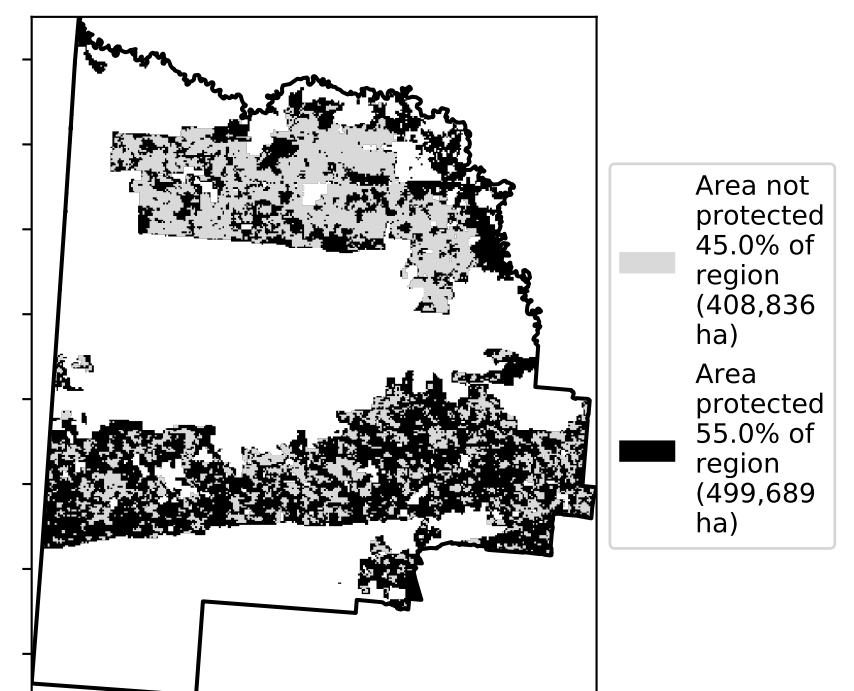 Area not
protected
45.0% of
region
(408,836
ha)
Area
protected
55.0% of
region
(499,689
ha)